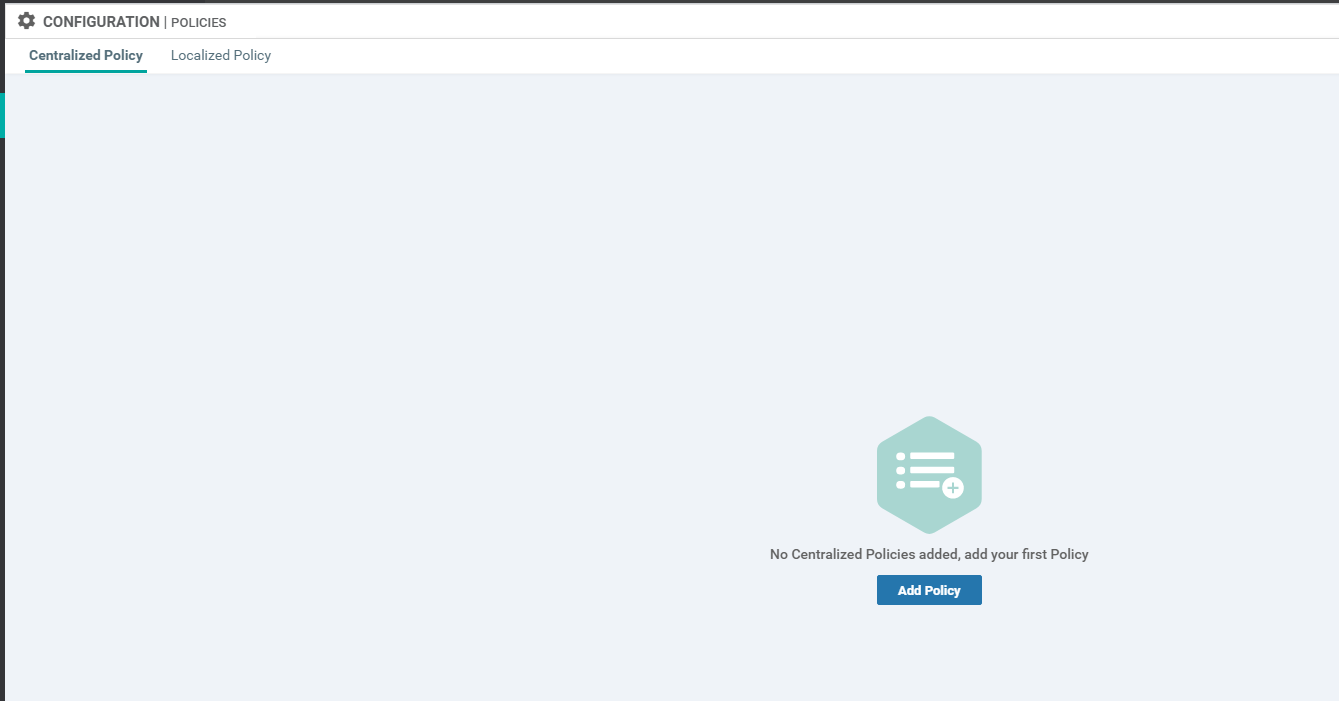 CONFIGURATION | POLICIES
Centralized Policy Localized Policy
No Centralized Policies added, add your first Policy
Add Policy